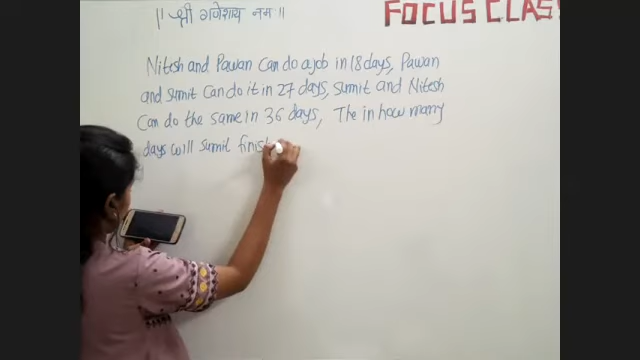 || श्री गणेशाय नमः ||
FOCUS CLAS
Nitesh and Pawan Can do a job in 18 days, Pawan
and sumit Can do it in 27 days, sumit and Nitesh
Can do the same in 36 days, The in how many
days will sumit finis